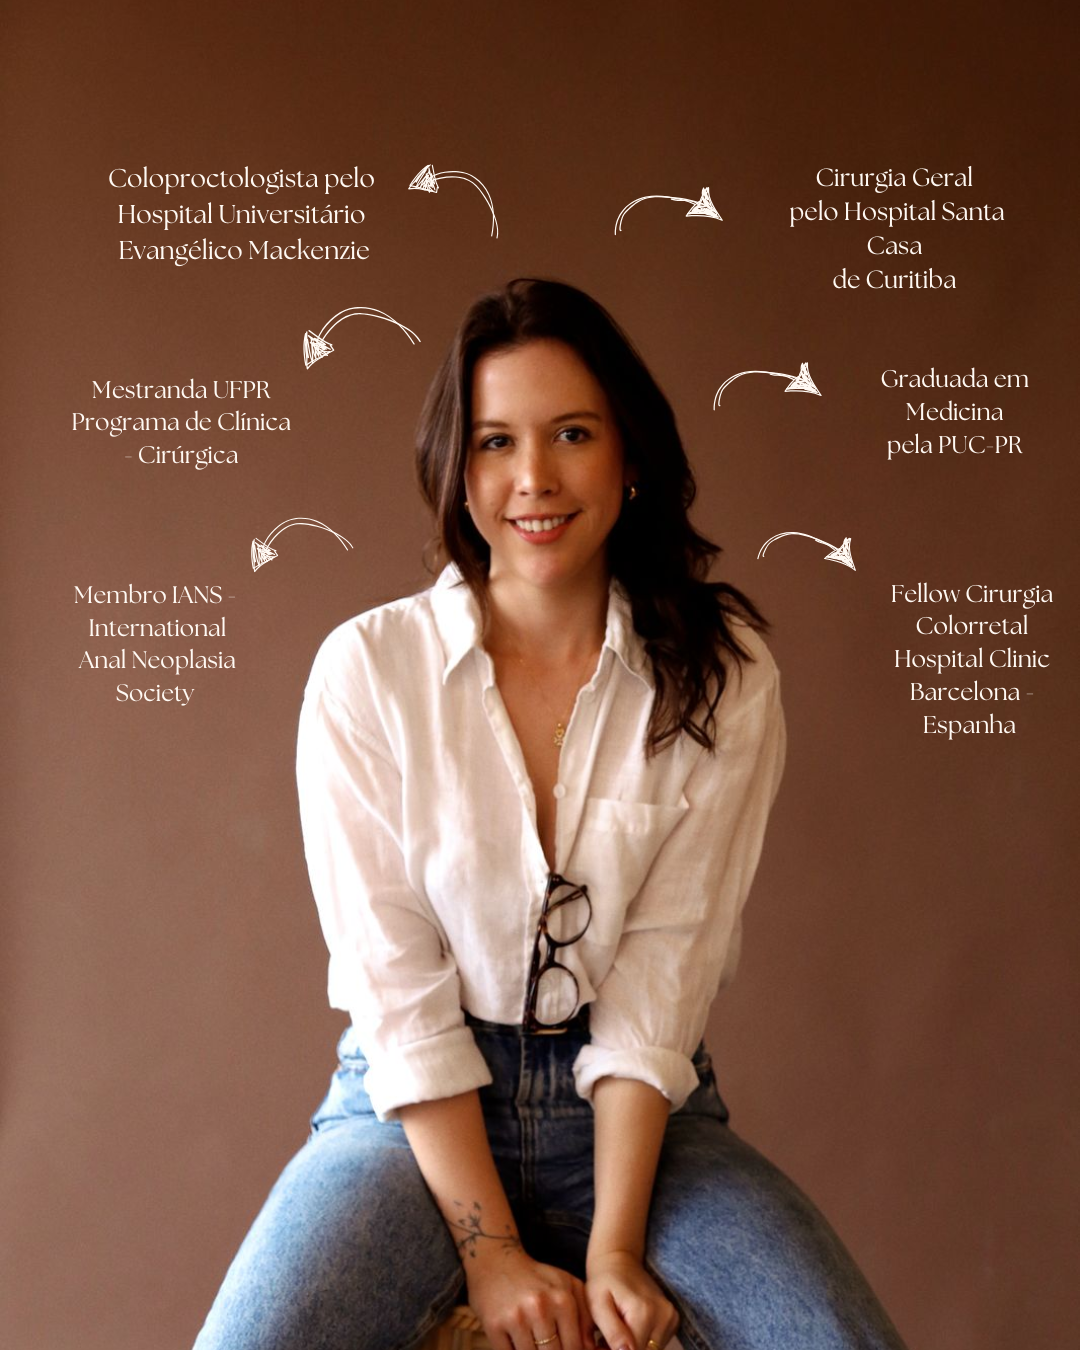 Coloproctologista pelo
Hospital Universitário
Evangélico Mackenzie
Cirurgia Geral
pelo Hospital Santa
Casa
de Curitiba
Mestranda UFPR
Programa de Clínica
- Cirúrgica
Graduada em
Medicina
pela PUC-PR
Membro IANS -
International
Anal Neoplasia
Society
Fellow Cirurgia
Colorretal
Hospital Clinic
Barcelona -
Espanha